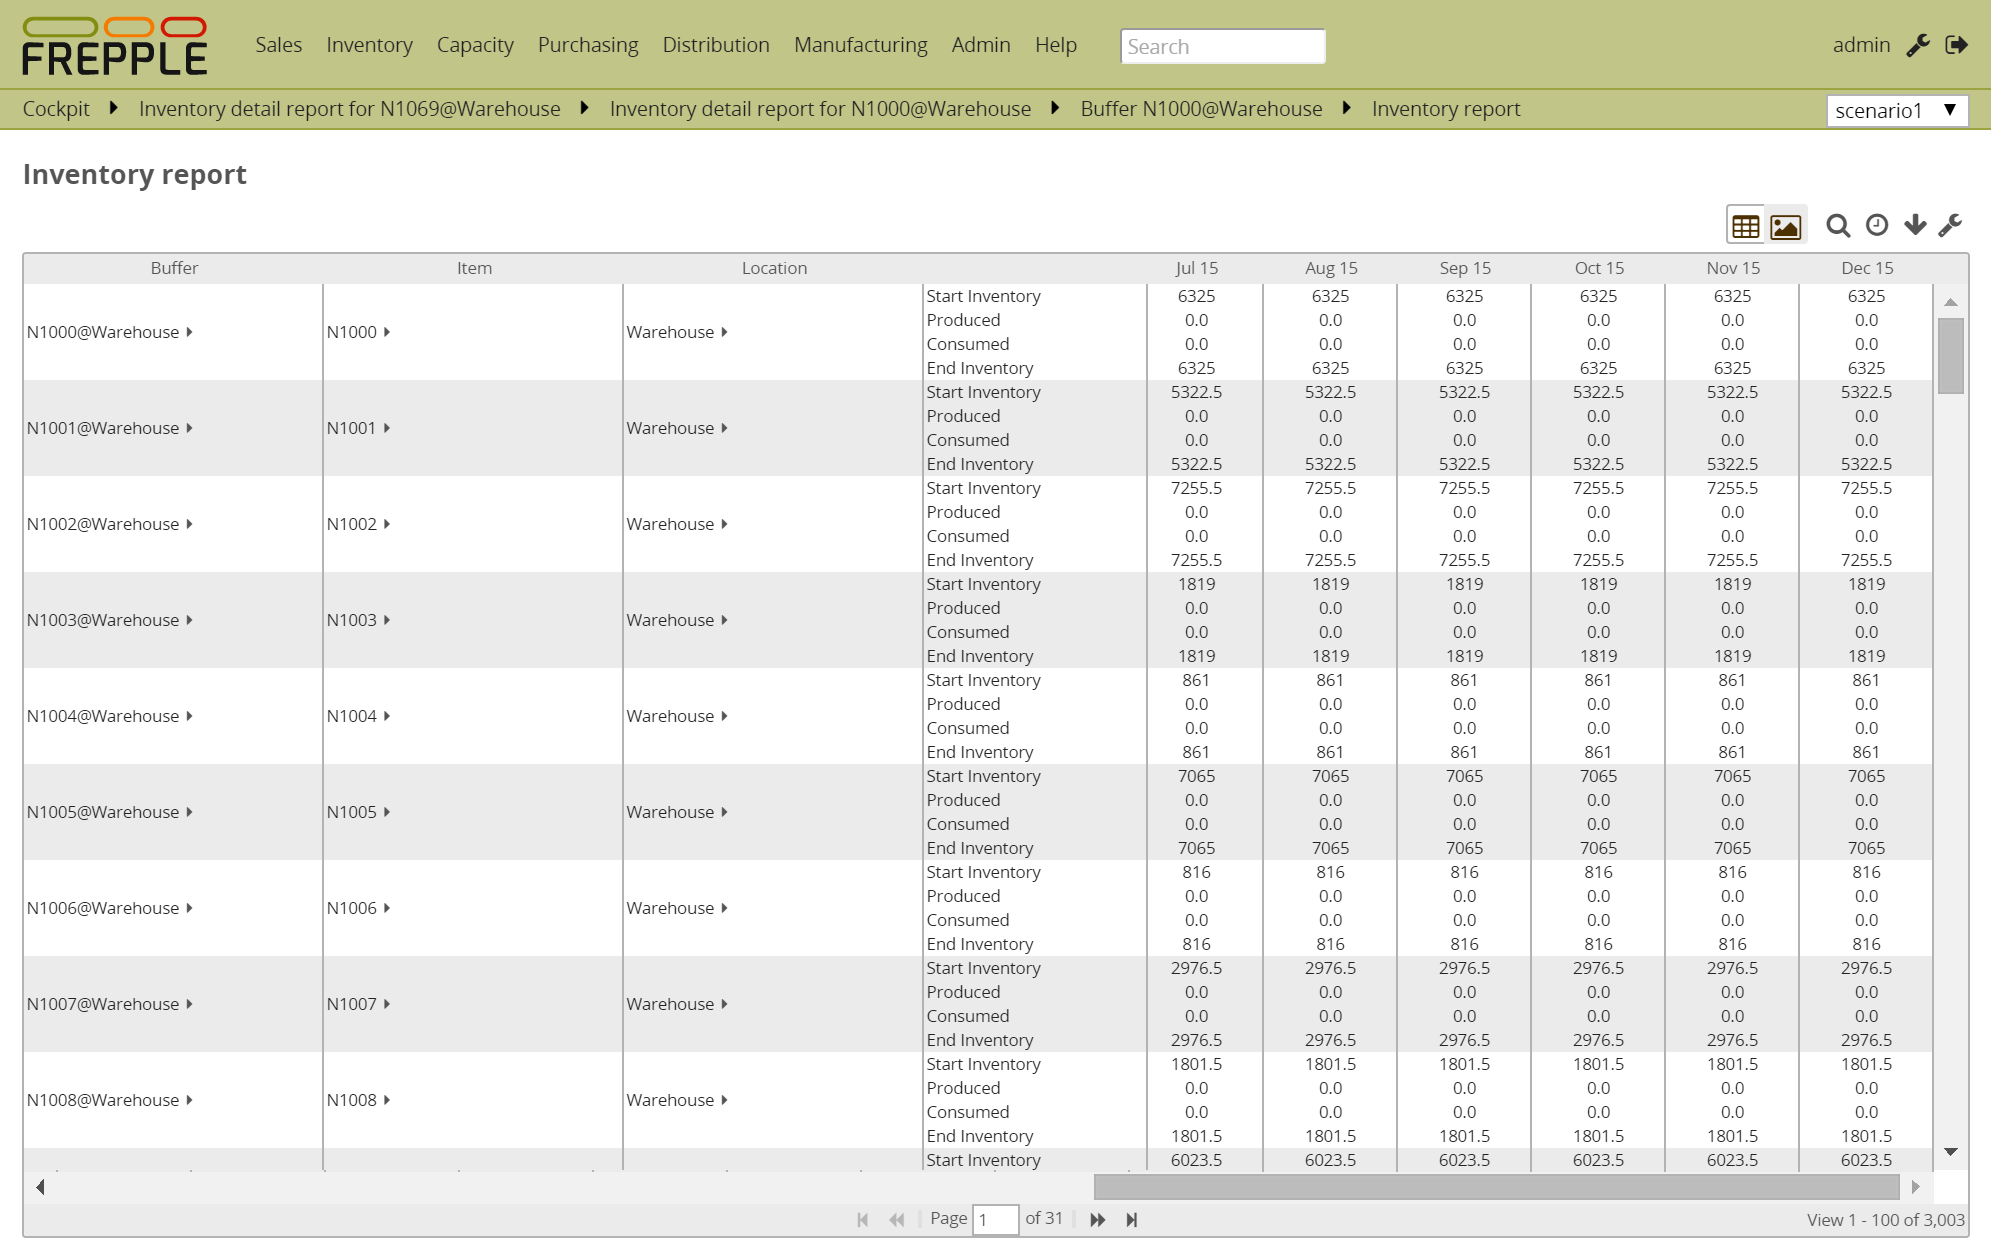 FREPPLE Sales Inventory Capacity Purchasing Distribution Manufacturing Admin Help Search admin
Cockpit Inventory detail report for N1069@Warehouse Inventory detail report for N1000@Warehouse Buffer N1000@Warehouse Inventory report scenario1
Inventory report
Buffer Item Location Jul 15 Aug 15 Sep 15 Oct 15 Nov 15 Dec 15
Start Inventory 6325 6325 6325 6325 6325 6325
Produced 0.0 0.0 0.0 0.0 0.0 0.0
N1000@Warehouse N1000 Warehouse
Consumed 0.0 0.0 0.0 0.0 0.0 0.0
End Inventory 6325 6325 6325 6325 6325 6325
Start Inventory 5322.5 5322.5 5322.5 5322.5 5322.5 5322.5
Produced 0.0 0.0 0.0 0.0 0.0 0.0
N1001@Warehouse N1001 Warehouse
Consumed 0.0 0.0 0.0 0.0 0.0 0.0
End Inventory 5322.5 5322.5 5322.5 5322.5 5322.5 5322.5
Start Inventory 7255.5 7255.5 7255.5 7255.5 7255.5 7255.5
Produced 0.0 0.0 0.0 0.0 0.0 0.0
N1002@Warehouse N1002 Warehouse
Consumed 0.0 0.0 0.0 0.0 0.0 0.0
End Inventory 7255.5 7255.5 7255.5 7255.5 7255.5 7255.5
Start Inventory 1819 1819 1819 1819 1819 1819
Produced 0.0 0.0 0.0 0.0 0.0 0.0
N1003@Warehouse N1003 Warehouse
Consumed 0.0 0.0 0.0 0.0 0.0 0.0
End Inventory 1819 1819 1819 1819 1819 1819
Start Inventory 861 861 861 861 861 861
Produced 0.0 0.0 0.0 0.0 0.0 0.0
N1004@Warehouse N1004 Warehouse
Consumed 0.0 0.0 0.0 0.0 0.0 0.0
End Inventory 861 861 861 861 861 861
Start Inventory 7065 7065 7065 7065 7065 7065
Produced 0.0 0.0 0.0 0.0 0.0 0.0
N1005@Warehouse N1005 Warehouse
Consumed 0.0 0.0 0.0 0.0 0.0 0.0
End Inventory 7065 7065 7065 7065 7065 7065
Start Inventory 816 816 816 816 816 816
Produced 0.0 0.0 0.0 0.0 0.0 0.0
N1006@Warehouse N1006 Warehouse
Consumed 0.0 0.0 0.0 0.0 0.0 0.0
End Inventory 816 816 816 816 816 816
Start Inventory 2976.5 2976.5 2976.5 2976.5 2976.5 2976.5
Produced 0.0 0.0 0.0 0.0 0.0 0.0
N1007@Warehouse N1007 Warehouse
Consumed 0.0 0.0 0.0 0.0 0.0 0.0
End Inventory 2976.5 2976.5 2976.5 2976.5 2976.5 2976.5
Start Inventory 1801.5 1801.5 1801.5 1801.5 1801.5 1801.5
Produced 0.0 0.0 0.0 0.0 0.0 0.0
N1008@Warehouse N1008 Warehouse
Consumed 0.0 0.0 0.0 0.0 0.0 0.0
End Inventory 1801.5 1801.5 1801.5 1801.5 1801.5 1801.5
Start Inventory 6023.5 6023.5 6023.5 6023.5 6023.5 6023.5
Page 1 of 31 View 1 - 100 of 3,003